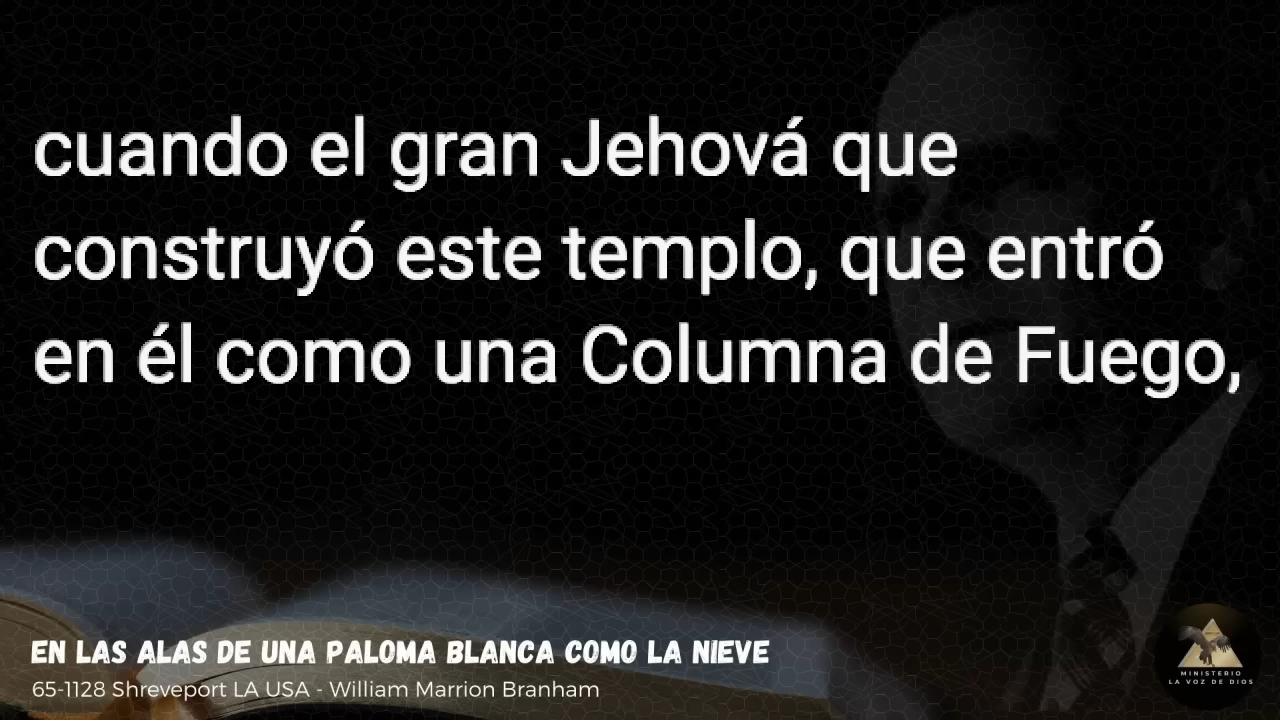 cuando el gran Jehová que
construyó este templo, que entró
en él como una Columna de Fuego,
EN LAS ALAS DE UNA PALOMA BLANCA COMO LA NIEVE
65-1128 Shreveport LA USA - William Marrion Branham
MINISTERIO
LA VOZ DE DIOS